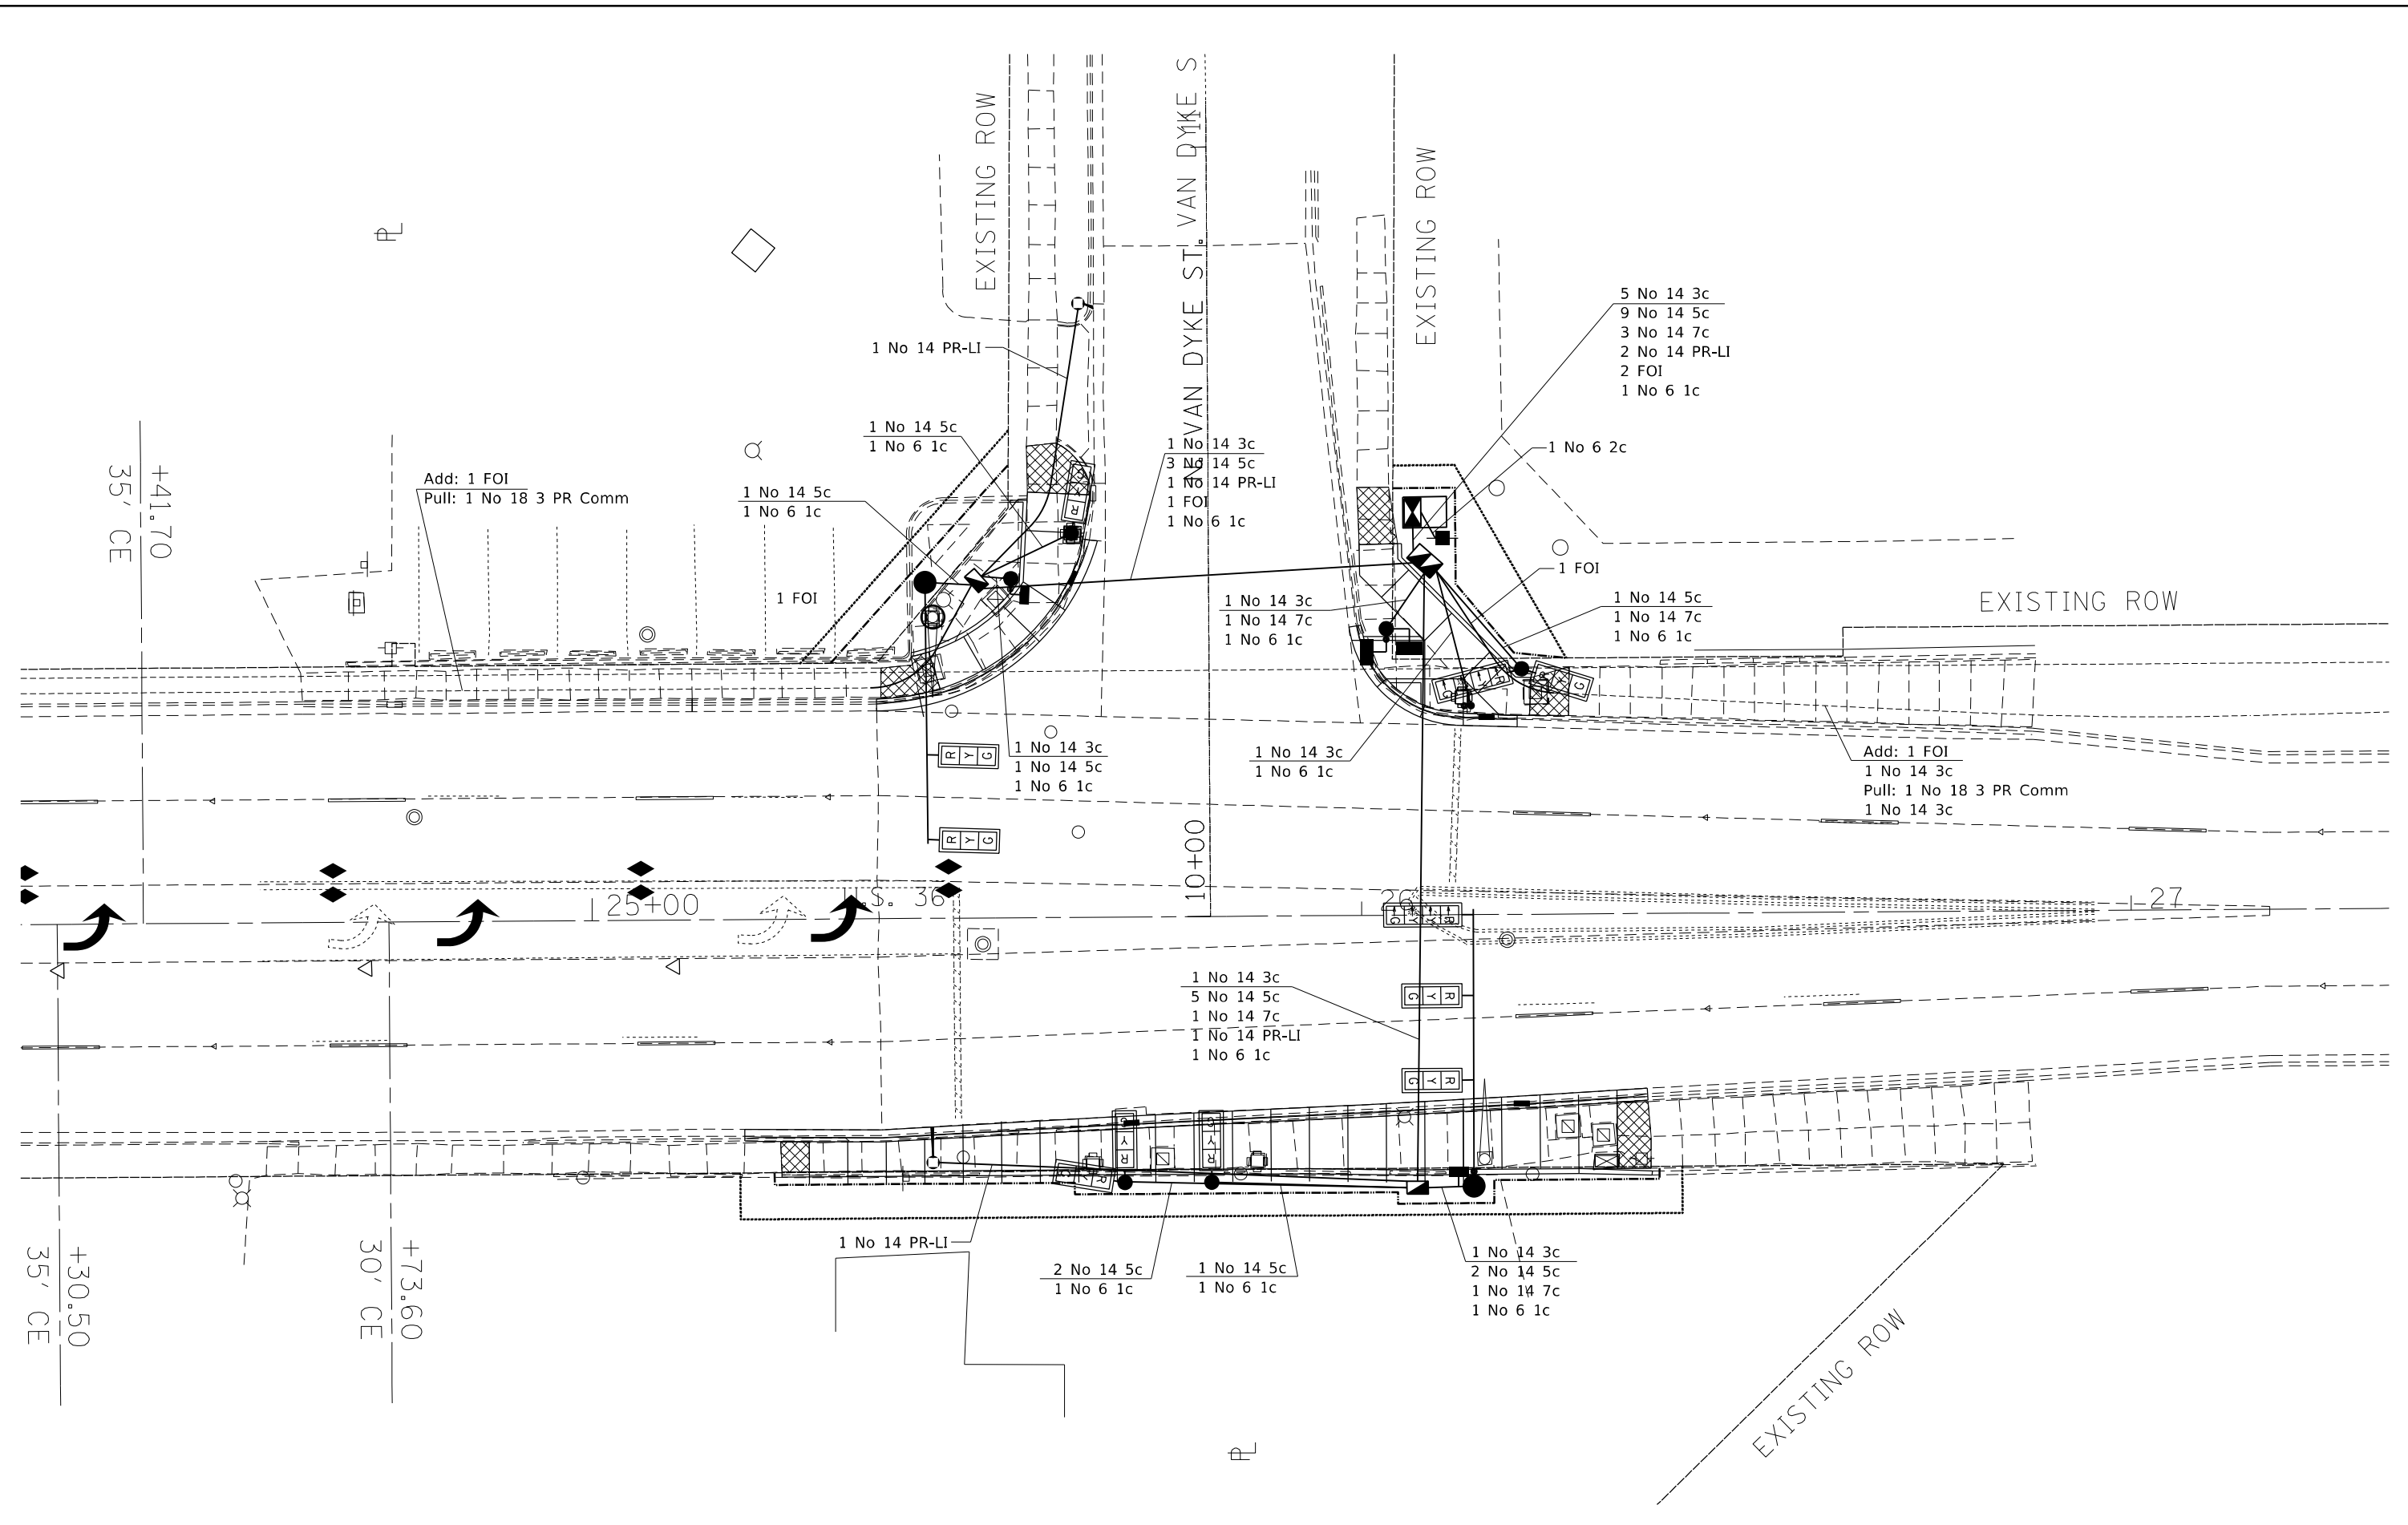 EXISTING ROW
N. VAN DYKE ST. VAN DYKE S
11
EXISTING ROW
5 No 14 3c
9 No 14 5c
3 No 14 7c
2 No 14 PR-LI
2 FOI
1 No 6 1c
1 No 14 PR-LI
1 No 14 5c
1 No 6 1c
1 No 14 3c
3 No 14 5c
1 No 14 PR-LI
1 FOI
1 No 6 1c
1 No 6 2c
+41.70
35' CE
Add: 1 FOI
Pull: 1 No 18 3 PR Comm
1 No 14 5c
1 No 6 1c
R
1 FOI
1 FOI
1 No 14 3c
1 No 14 7c
1 No 6 1c
1 No 14 5c
1 No 14 7c
1 No 6 1c
EXISTING ROW
G Y R
R Y G
R Y G
1 No 14 3c
1 No 14 5c
1 No 6 1c
1 No 14 3c
1 No 6 1c
Add: 1 FOI
1 No 14 3c
Pull: 1 No 18 3 PR Comm
1 No 14 3c
R Y G
10+00
25+00
U.S. 36
26
27
G Y Y R
1 No 14 3c
5 No 14 5c
1 No 14 7c
1 No 14 PR-LI
1 No 6 1c
G Y R
G Y R
G Y R
G Y R
Y R
1 No 14 PR-LI
2 No 14 5c
1 No 6 1c
1 No 14 5c
1 No 6 1c
1 No 14 3c
2 No 14 5c
1 No 14 7c
1 No 6 1c
+30.50
35' CE
+73.60
30' CE
EXISTING ROW
PL
PL